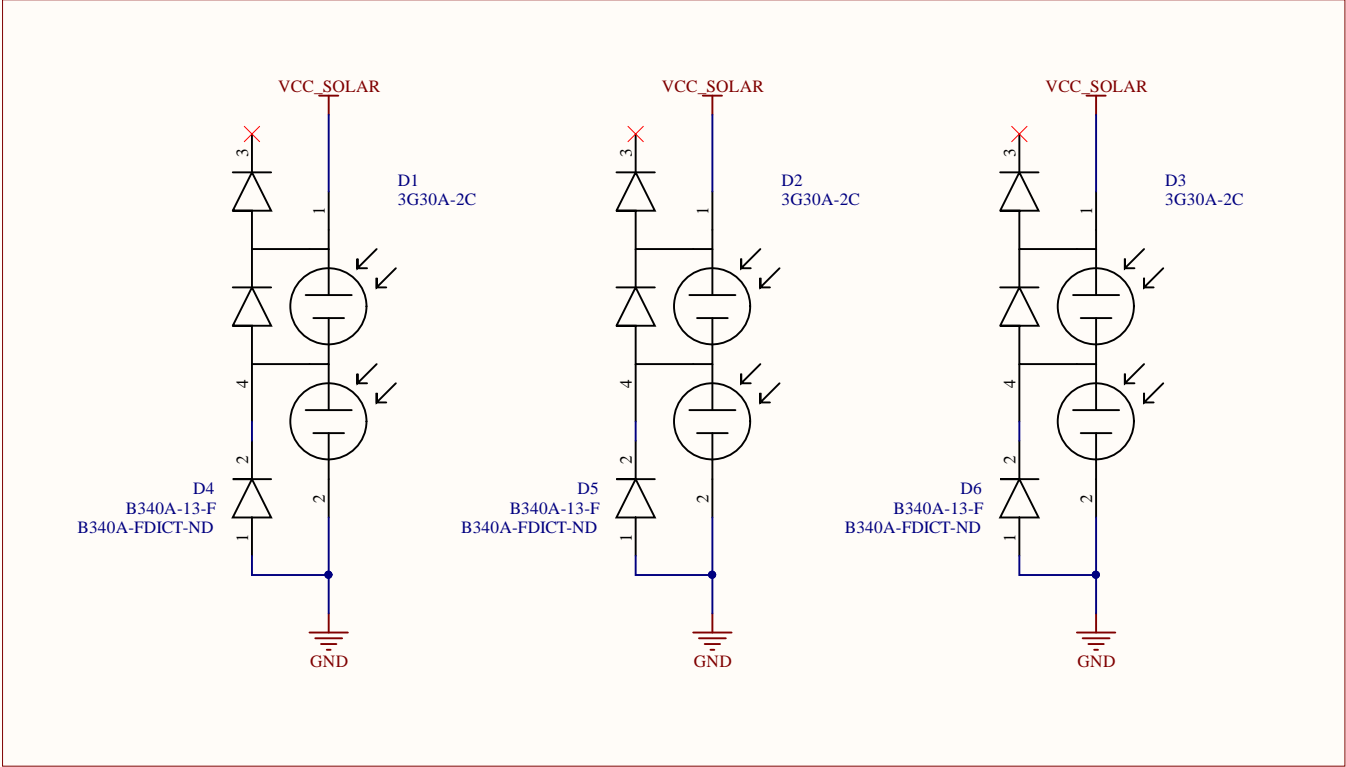 VCC_SOLAR
3
D1
3G30A-2C
1
4
2
D4
B340A-13-F
B340A-FDICT-ND
2
1
GND
VCC_SOLAR
3
D2
3G30A-2C
1
4
2
D5
B340A-13-F
B340A-FDICT-ND
2
1
GND
VCC_SOLAR
3
D3
3G30A-2C
1
4
2
D6
B340A-13-F
B340A-FDICT-ND
2
1
GND